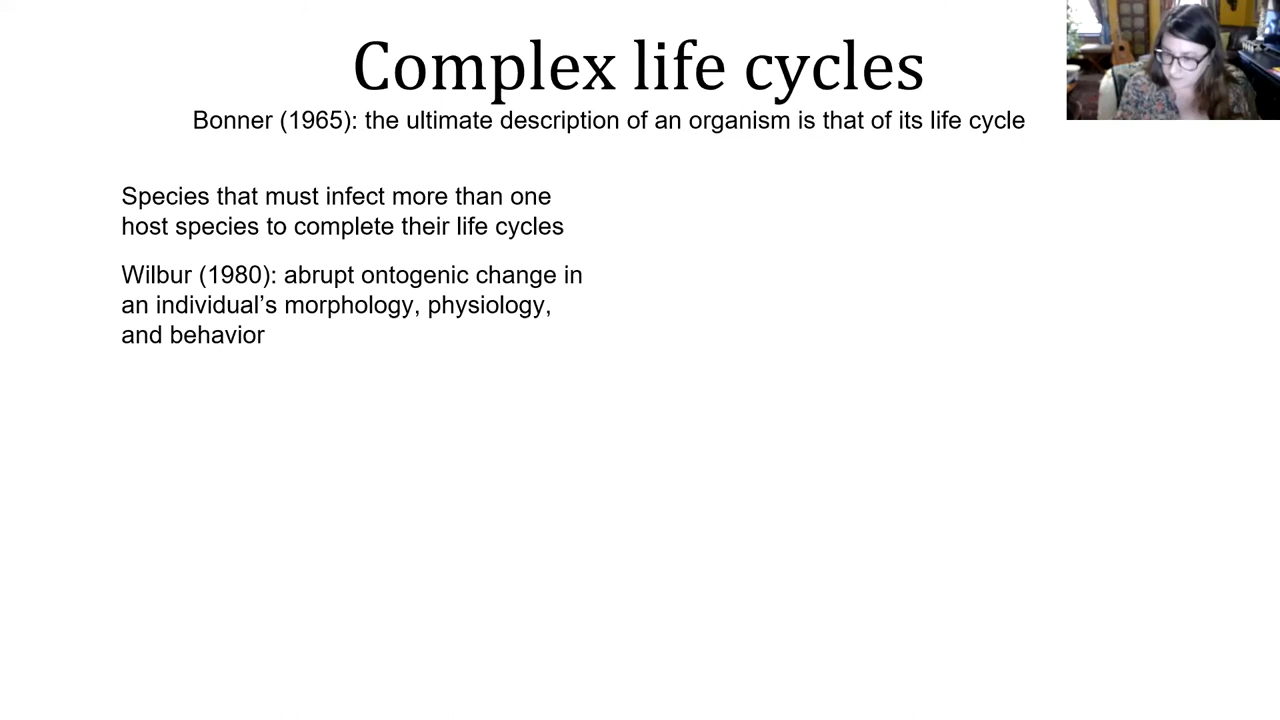 Complex life cycles
Bonner (1965): the ultimate description of an organism is that of its life cycle
Species that must infect more than one
host species to complete their life cycles
Wilbur (1980): abrupt ontogenic change in
an individual’s morphology, physiology,
and behavior